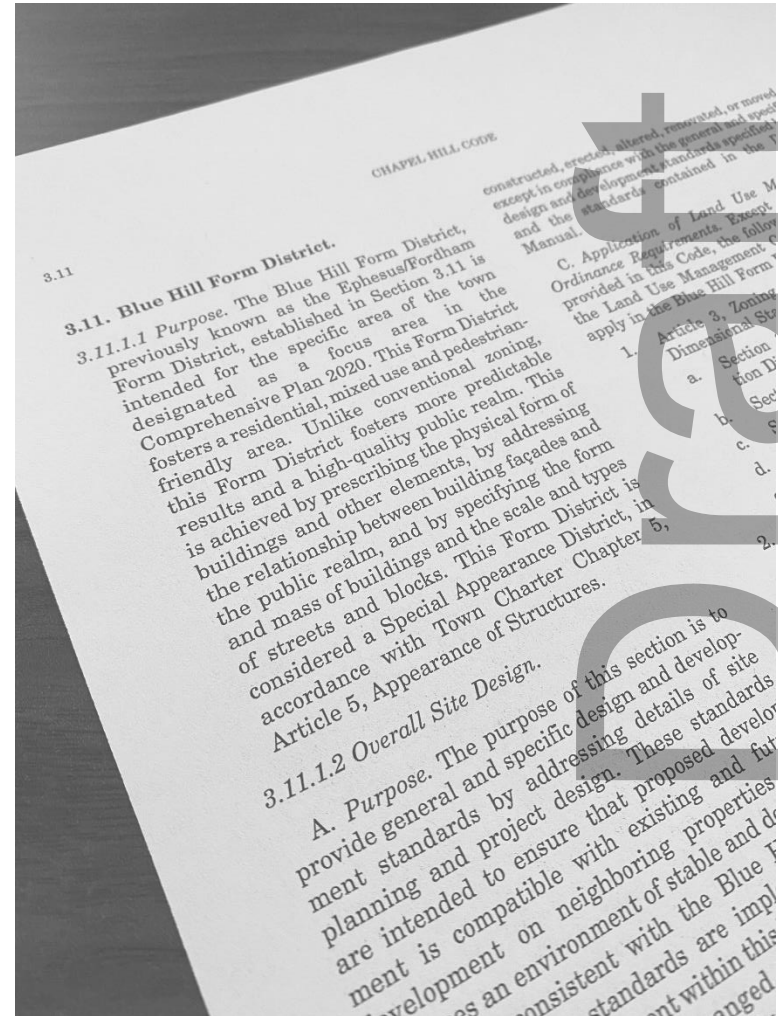 CHAPEL HILL CODE
3.11
3.11. Blue Hill Form District.
3.11.1.1 Purpose. The Blue Hill Form District,
previously known as the Ephesus/Fordham
Form District, established in Section 3.11 is
intended for the specific area of the town
designated as a focus area in the
Comprehensive Plan 2020. This Form District
fosters a residential, mixed use and pedestrian-
friendly area. Unlike conventional zoning,
this Form District fosters more predictable
results and a high-quality public realm. This
is achieved by prescribing the physical form of
buildings and other elements, by addressing
the relationship between building façades and
the public realm, and by specifying the form
and mass of buildings and the scale and types
of streets and blocks. This Form District is
considered a Special Appearance District, in
accordance with Town Charter Chapter 5,
Article 5, Appearance of Structures.
3.11.1.2 Overall Site Design.
A. Purpose. The purpose of this section is to
provide general and specific design and develop-
ment standards by addressing details of site
planning and project design. These standards
are intended to ensure that proposed develo
ment is compatible with existing and fut
evelopment on neighboring properties
es an environment of stable and de
onsistent with the Blue
standards are impl
ent within this
anged
constructed, erected, altered, renovated, or moved,
except in compliance with the general and speci
design and development standards specified
and the standards contained in the
Manual.
C. Application of Land Use M
Ordinance Requirements. Except
provided in this Code, the follow
the Land Use Management
apply in the Blue Hill Form
1. Article 3, Zoning
Dimensional Sta
a. Section
tion Di
b. Sec
c. S
d.
2.
Draft